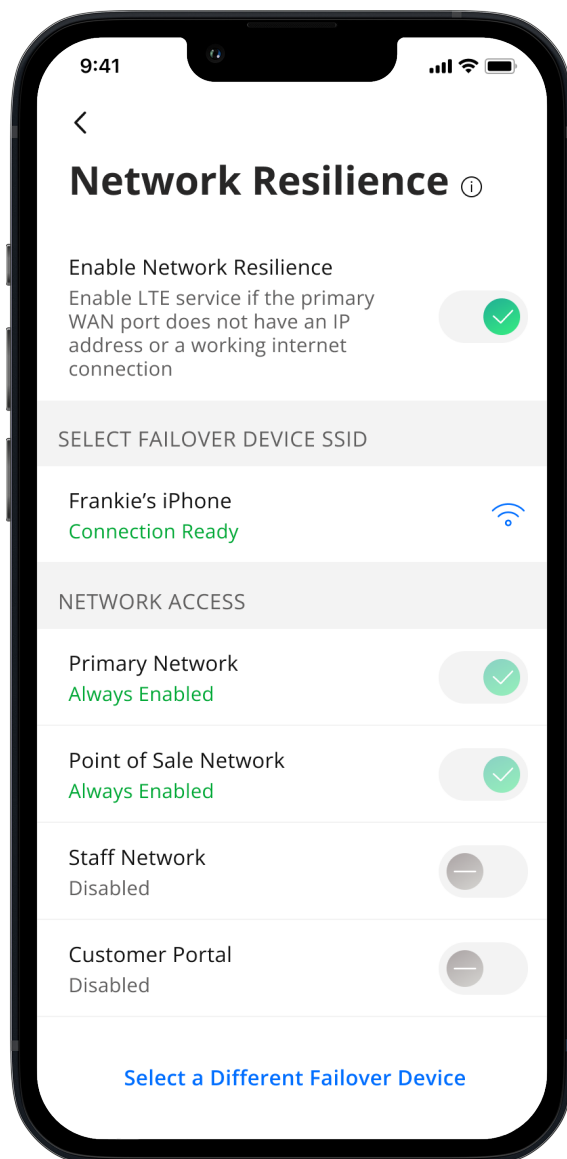 9:41
Network Resilience
Enable Network Resilience
Enable LTE service if the primary
WAN port does not have an IP
address or a working internet
connection
SELECT FAILOVER DEVICE SSID
Frankie’s iPhone
Connection Ready
NETWORK ACCESS
Primary Network
Always Enabled
Point of Sale Network
Always Enabled
Staff Network
Disabled
Customer Portal
Disabled
Select a Different Failover Device